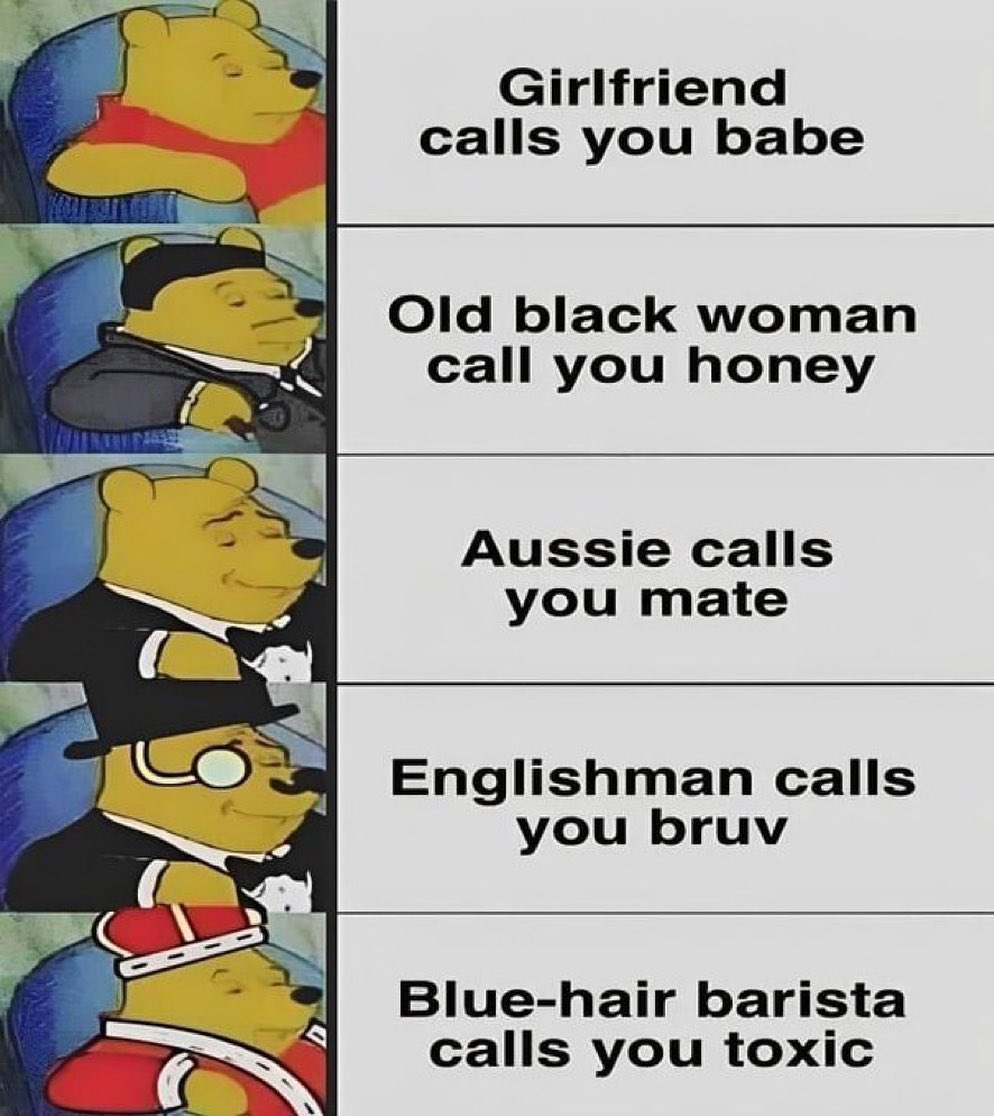 Girlfriend
calls you babe
Old black woman
call you honey
Aussie calls
you mate
Englishman calls
you bruv
Blue-hair barista
calls you toxic